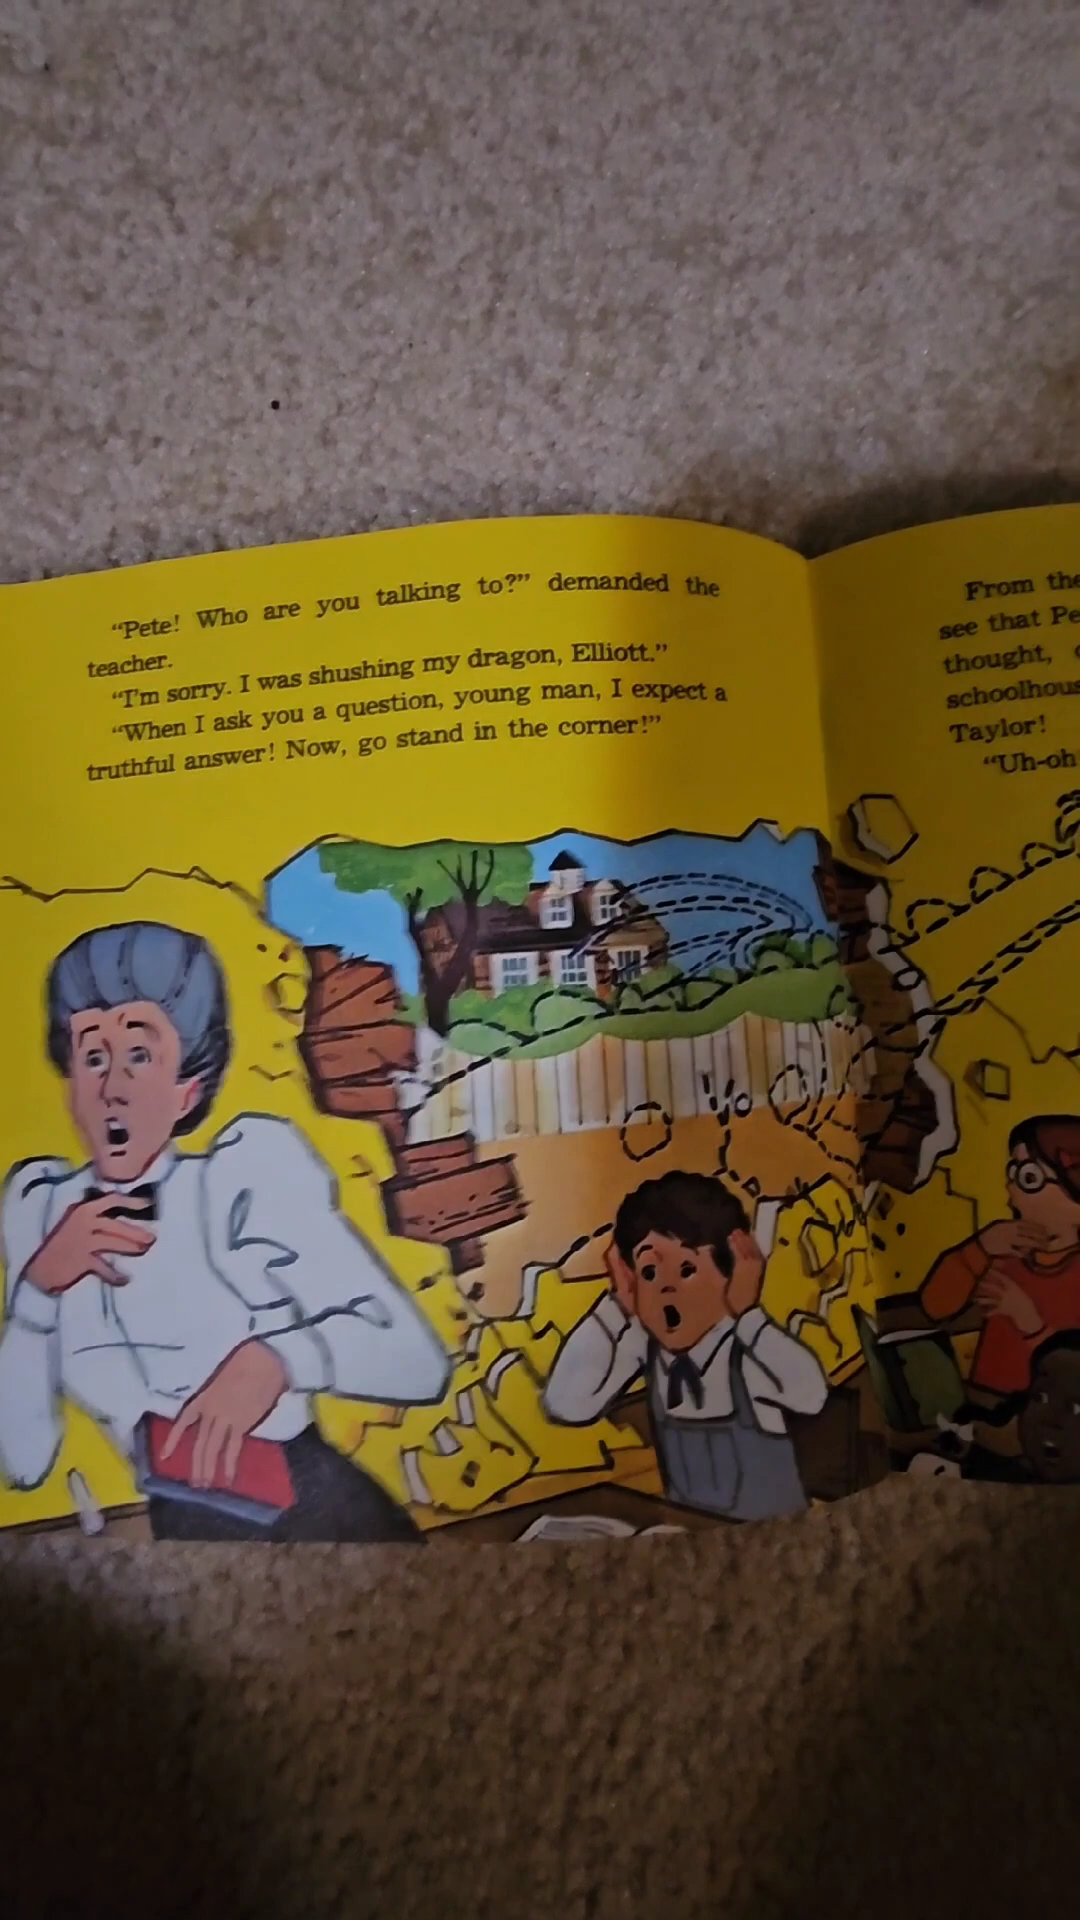 “Pete! Who are you talking to?” demanded the
teacher.
“I'm sorry. I was shushing my dragon, Elliott.”
“When I ask you a question, young man, I expect a
truthful answer! Now, go stand in the corner!”
From the
see that Pe
thought,
schoolhous
Taylor!
“Uh-oh